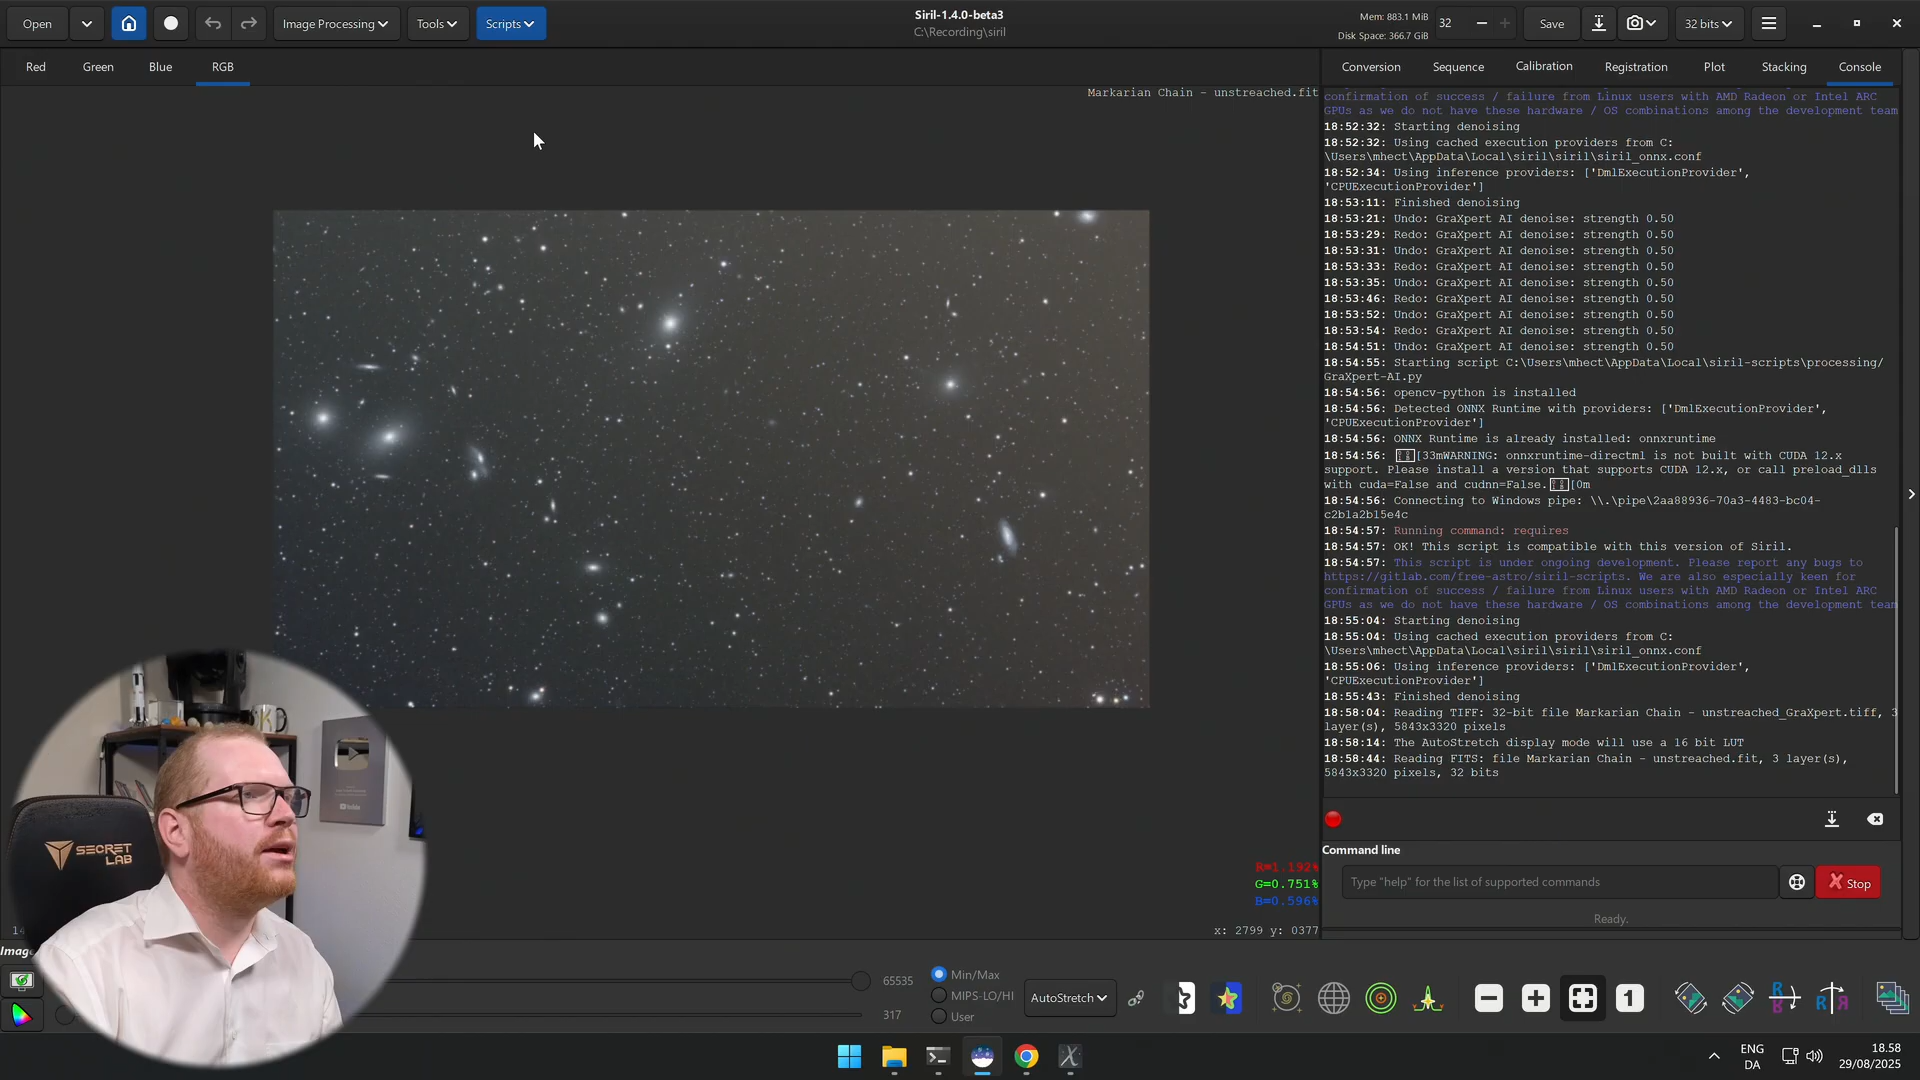 Open
Image Processing
Tools
Scripts
Siril-1.4.0-beta3
C:\Recording\siril
Mem: 883.1 MiB
Disk Space: 366.7 GiB
32
Save
32 bits
Red
Green
Blue
RGB
Conversion
Sequence
Calibration
Registration
Plot
Stacking
Console
Markarian Chain - unstreached.fit
confirmation of success / failure from Linux users with AMD Radeon or Intel ARC
GPUs as we do not have these hardware / OS combinations among the development team
18:52:32: Starting denoising
18:52:32: Using cached execution providers from C:
\Users\mhect\AppData\Local\siril\siril\siril_onnx.conf
18:52:34: Using inference providers: ['DmlExecutionProvider',
'CPUExecutionProvider']
18:53:11: Finished denoising
18:53:21: Undo: GraXpert AI denoise: strength 0.50
18:53:29: Redo: GraXpert AI denoise: strength 0.50
18:53:31: Undo: GraXpert AI denoise: strength 0.50
18:53:33: Redo: GraXpert AI denoise: strength 0.50
18:53:35: Undo: GraXpert AI denoise: strength 0.50
18:53:46: Redo: GraXpert AI denoise: strength 0.50
18:53:52: Undo: GraXpert AI denoise: strength 0.50
18:53:54: Redo: GraXpert AI denoise: strength 0.50
18:54:51: Undo: GraXpert AI denoise: strength 0.50
18:54:55: Starting script C:\Users\mhect\AppData\Local\siril-scripts\processing/
GraXpert-AI.py
18:54:56: opencv-python is installed
18:54:56: Detected ONNX Runtime with providers: ['DmlExecutionProvider',
'CPUExecutionProvider']
18:54:56: ONNX Runtime is already installed: onnxruntime
18:54:56: [33mWARNING: onnxruntime-directml is not built with CUDA 12.x
support. Please install a version that supports CUDA 12.x, or call preload_dlls
with cuda=False and cudnn=False.[0m
18:54:56: Connecting to Windows pipe: \\.\pipe\2aa88936-70a3-4483-bc04-
c2b1a2b15e4c
18:54:57: Running command: requires
18:54:57: OK! This script is compatible with this version of Siril.
18:54:57: This script is under ongoing development. Please report any bugs to
https://gitlab.com/free-astro/siril-scripts. We are also especially keen for
confirmation of success / failure from Linux users with AMD Radeon or Intel ARC
GPUs as we do not have these hardware / OS combinations among the development team
18:55:04: Starting denoising
18:55:04: Using cached execution providers from C:
\Users\mhect\AppData\Local\siril\siril\siril_onnx.conf
18:55:06: Using inference providers: ['DmlExecutionProvider',
'CPUExecutionProvider']
18:55:43: Finished denoising
18:58:04: Reading TIFF: 32-bit file Markarian Chain - unstreached_GraXpert.tiff, 3
layer(s), 5843x3320 pixels
18:58:14: The AutoStretch display mode will use a 16 bit LUT
18:58:44: Reading FITS: file Markarian Chain - unstreached.fit, 3 layer(s),
5843x3320 pixels, 32 bits
Command line
Type "help" for the list of supported commands
Stop
Ready.
R=1.192%
G=0.751%
B=0.596%
x: 2799 y: 0377
SECRET
LAB
YouTube
65535
317
Min/Max
MIPS-LO/HI
User
AutoStretch
1
ENG
DA
18.58
29/08/2025